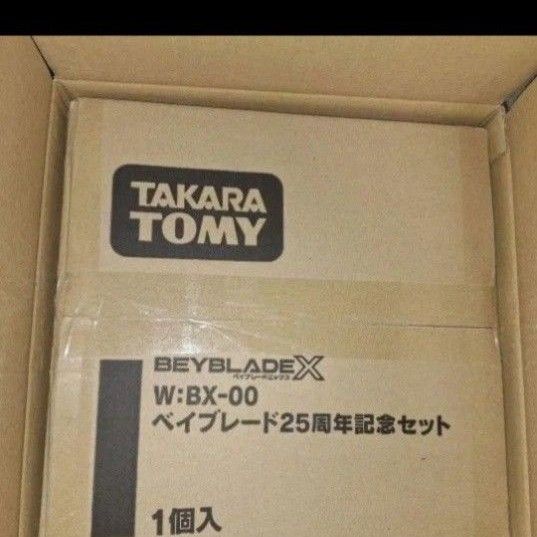 TAKARA
TOMY
BEYBLADE X
ベイブレードエックス
W:BX-00
ベイブレード25周年記念セット
1個入